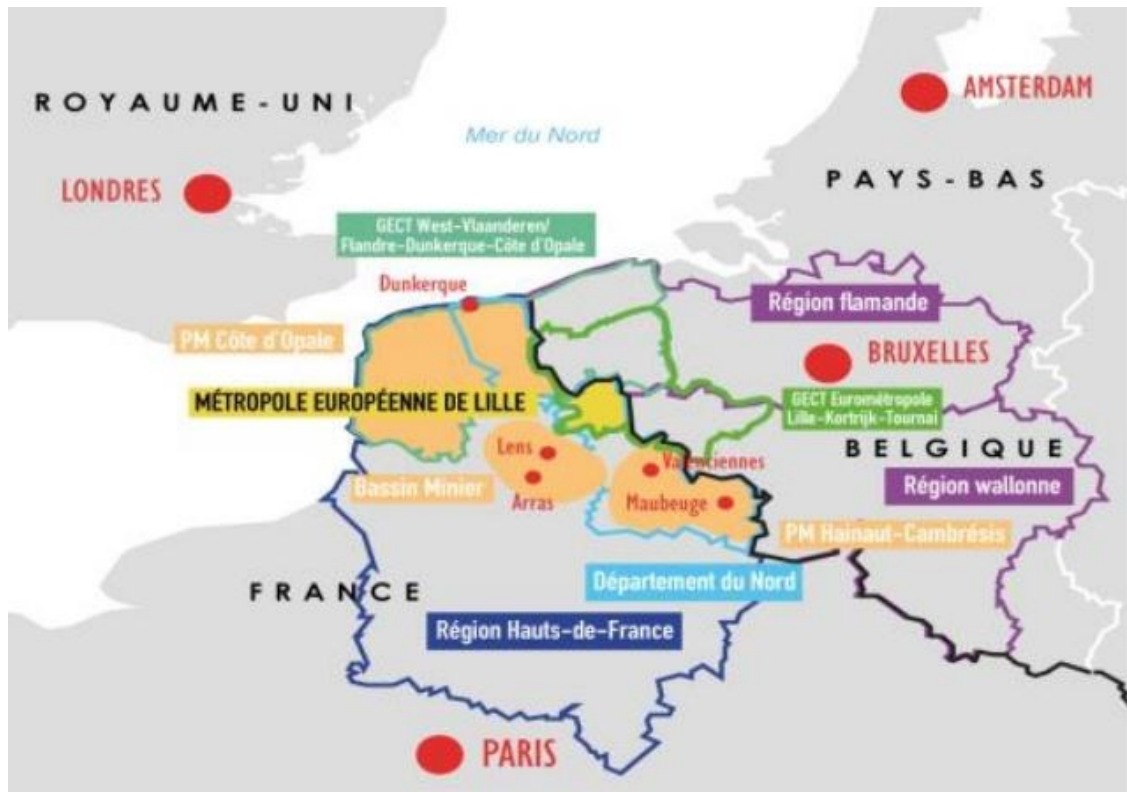 ROYAUME-UNI
AMSTERDAM
Mer du Nord
PAYS-BAS
LONDRES
GECT West-Vlaanderen/
Flandre-Dunkerque-Côte d'Opale
Dunkerque
Région flamande
PM Côte d'Opale
BRUXELLES
MÉTROPOLE EUROPÉENNE DE LILLE
GECT Eurométropole
Lille-Kortrijk-Tournai
BELGIQUE
Lens
Valenciennes
Bassin Minier
Région wallonne
Arras
Maubeuge
PM Hainaut-Cambrésis
FRANCE
Département du Nord
Région Hauts-de-France
PARIS